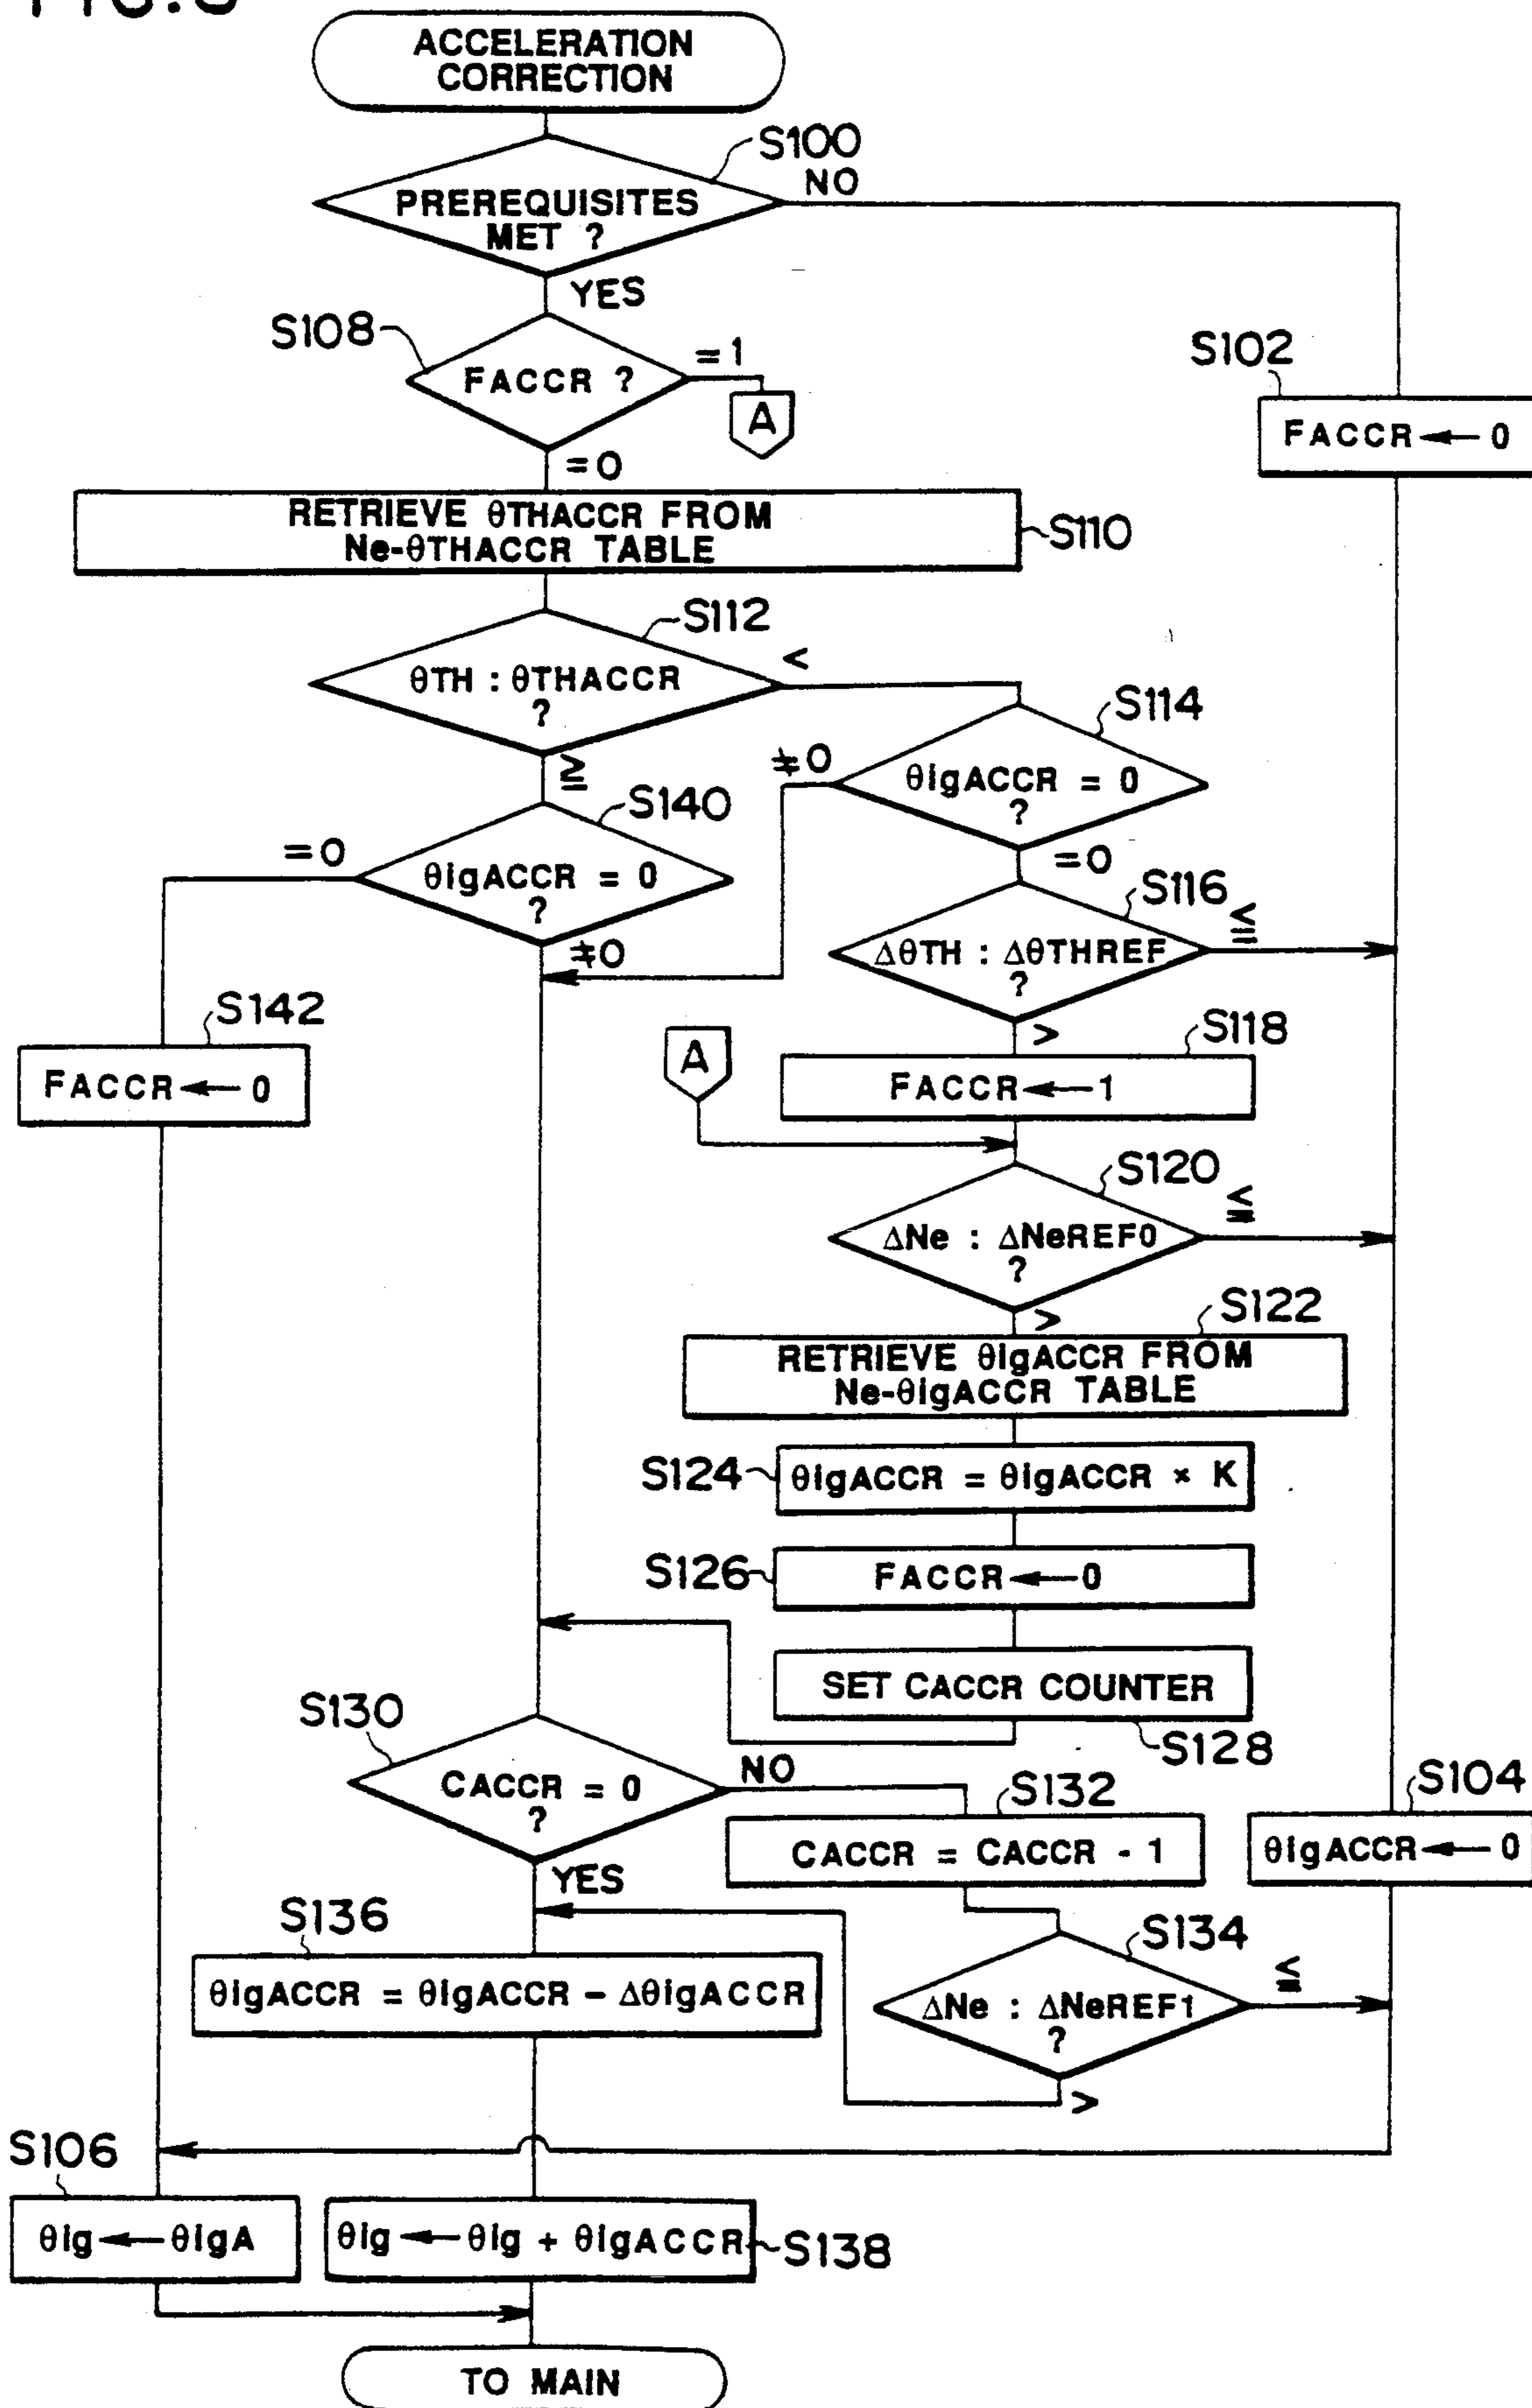 ACCELERATION
CORRECTION
S100
NO
PREREQUISITES
MET ?
YES
S108
=1
FACCR ?
A
S102
FACCR ← 0
=0
RETRIEVE θTHACCR FROM
Ne-θTHACCR TABLE
S110
S112
<
θTH : θTHACCR
?
≧
S114
≠0
θIgACCR = 0
?
=0
S140
=0
θIgACCR = 0
?
≠0
S116
≦
ΔθTH : ΔθTHREF
?
>
S142
FACCR ← 0
A
S118
FACCR ← 1
S120
≦
ΔNe : ΔNeREF0
?
>
S122
RETRIEVE θIgACCR FROM
Ne-θIgACCR TABLE
S124
θIgACCR = θIgACCR × K
S126
FACCR ← 0
SET CACCR COUNTER
S128
S130
CACCR = 0
?
NO
YES
S132
CACCR = CACCR - 1
S104
θIgACCR ← 0
S136
θIgACCR = θIgACCR – ΔθIgACCR
S134
≦
ΔNe : ΔNeREF1
?
>
S106
θIg ← θIgA
θIg ← θIg + θIgACCR
S138
TO MAIN